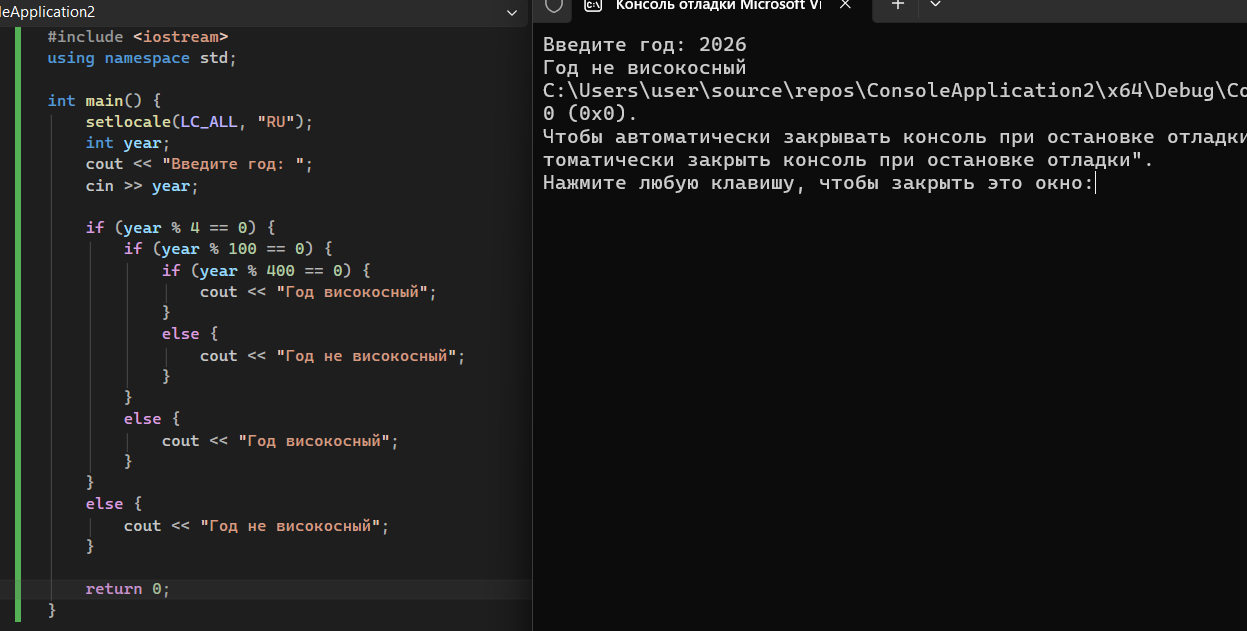 leApplication2
#include <iostream>
using namespace std;
int main() {
setlocale(LC_ALL, "RU");
int year;
cout << "Введите год: ";
cin >> year;
if (year % 4 == 0) {
if (year % 100 == 0) {
if (year % 400 == 0) {
cout << "Год високосный";
}
else {
cout << "Год не високосный";
}
}
else {
cout << "Год високосный";
}
}
else {
cout << "Год не високосный";
}
return 0;
}
Консоль отладки Microsoft Vi
Введите год: 2026
Год не високосный
C:\Users\user\source\repos\ConsoleApplication2\x64\Debug\Co
0 (0x0).
Чтобы автоматически закрывать консоль при остановке отладки
томатически закрыть консоль при остановке отладки".
Нажмите любую клавишу, чтобы закрыть это окно: